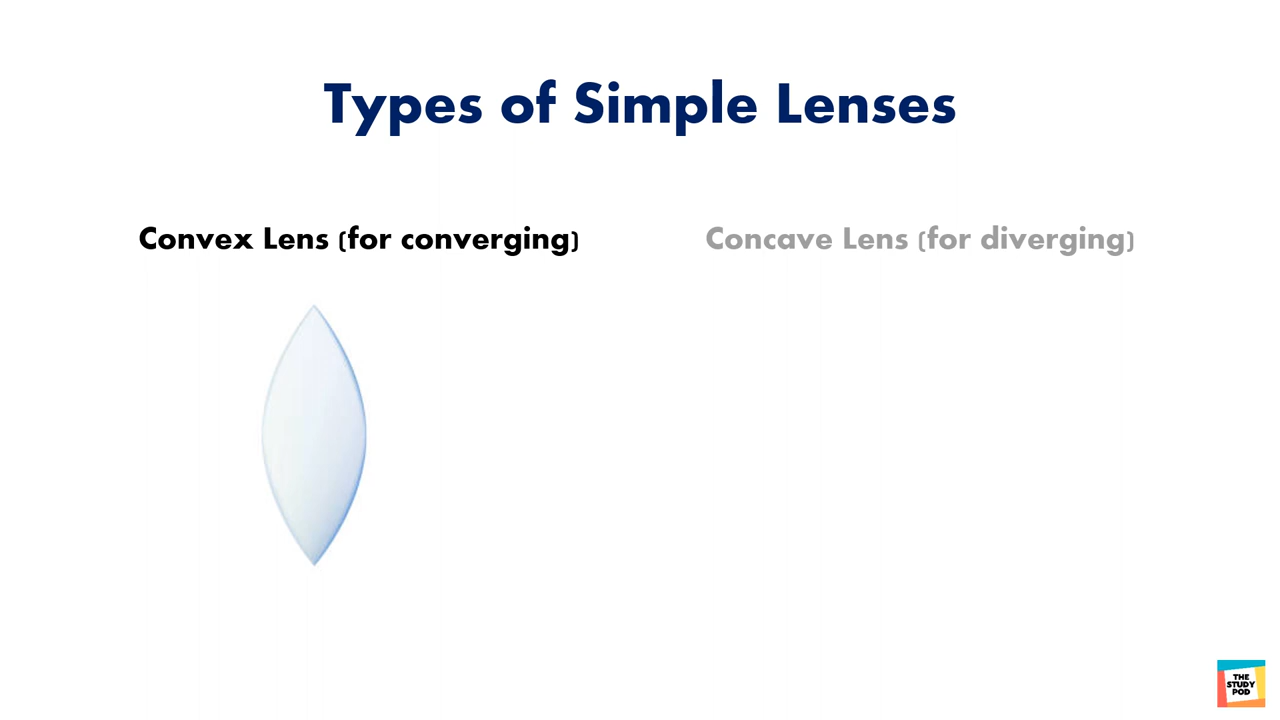 Types of Simple Lenses
Convex Lens (for converging)
Concave Lens (for diverging)
THE
STUDY
POD